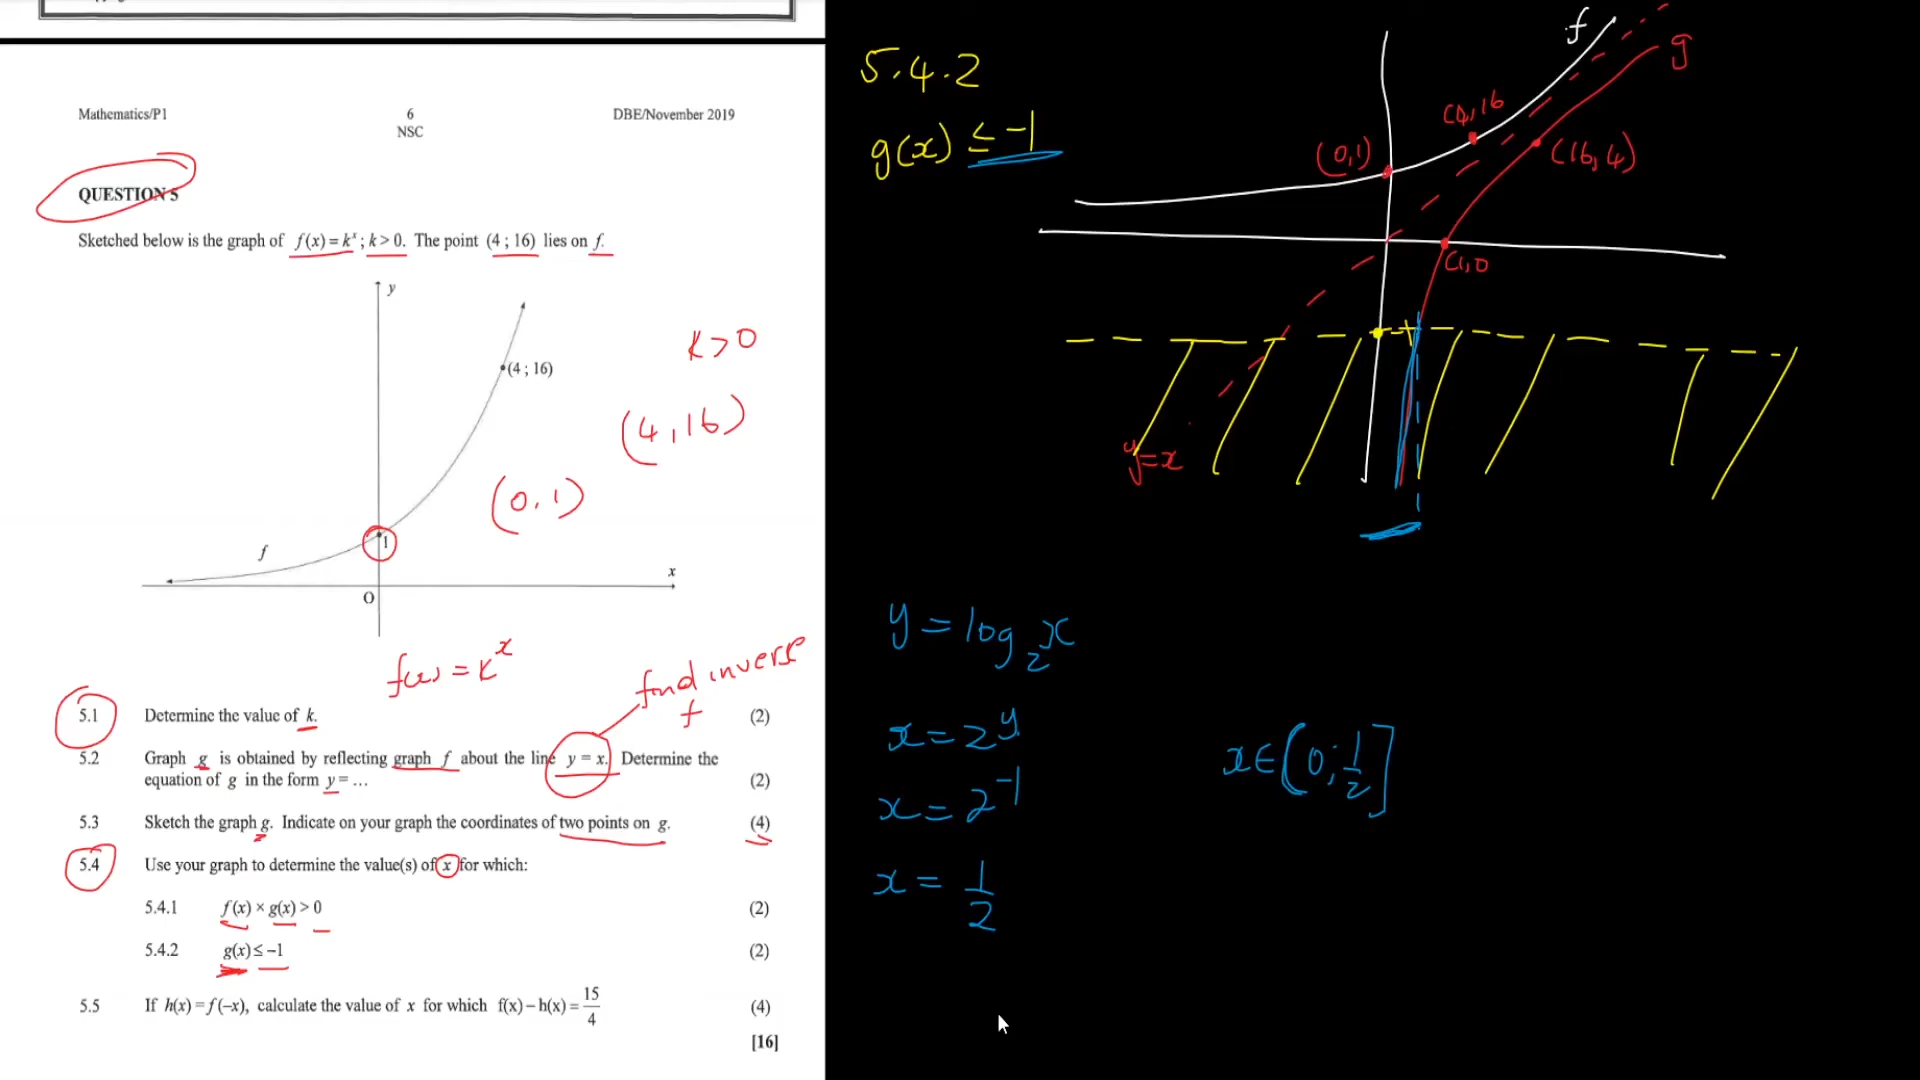 Mathematics/P1 6 DBE/November 2019
NSC
QUESTION 5
Sketched below is the graph of f(x) = kˣ ; k > 0. The point (4 ; 16) lies on f.
y
(4 ; 16)
1
f
x
O
k > 0
(4, 16)
(0, 1)
f(x) = kˣ
find inverse
f
5.1 Determine the value of k. (2)
5.2 Graph g is obtained by reflecting graph f about the line y = x. Determine the
equation of g in the form y = … (2)
5.3 Sketch the graph g. Indicate on your graph the coordinates of two points on g. (4)
5.4 Use your graph to determine the value(s) of x for which:
5.4.1 f(x) × g(x) > 0 (2)
5.4.2 g(x) ≤ −1 (2)
5.5 If h(x) = f(−x), calculate the value of x for which f(x) − h(x) = 15/4 (4)
[16]
5.4.2
g(x) ≤ −1
f
g
(4,16
(0,1)
(16,4)
(1,0
-1
y=x
y = log₂x
x = 2ʸ
x = 2⁻¹
x = 1/2
x ∈ (0; 1/2]